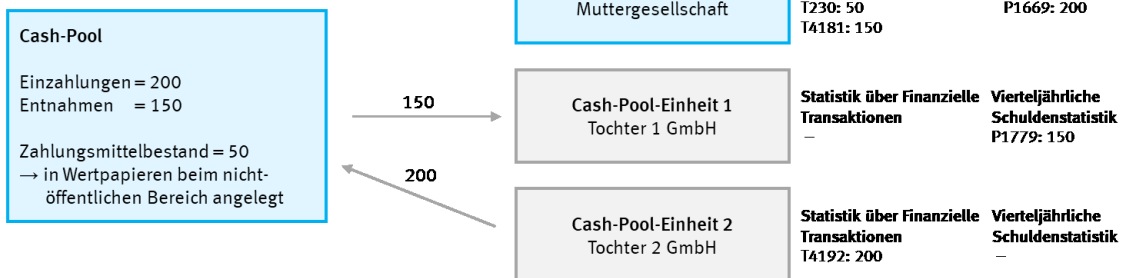 Muttergesellschaft
T230: 50 P1669: 200
T4181: 150
Cash-Pool
Einzahlungen = 200
Entnahmen = 150
Zahlungsmittelbestand = 50
→ in Wertpapieren beim nicht-
öffentlichen Bereich angelegt
150
200
Cash-Pool-Einheit 1
Tochter 1 GmbH
Statistik über Finanzielle Vierteljährliche
Transaktionen Schuldenstatistik
– P1779: 150
Cash-Pool-Einheit 2
Tochter 2 GmbH
Statistik über Finanzielle Vierteljährliche
Transaktionen Schuldenstatistik
T4192: 200 –